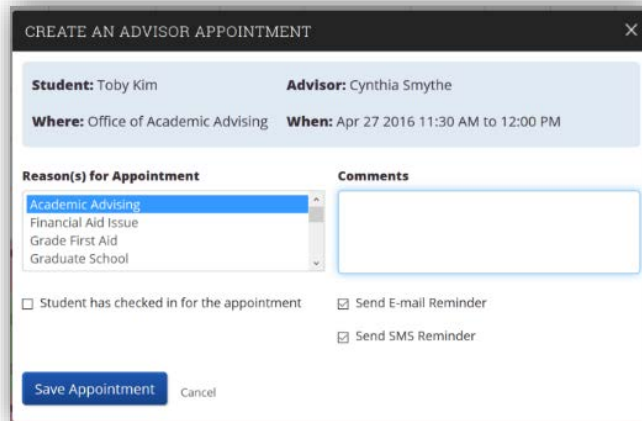 CREATE AN ADVISOR APPOINTMENT ×
Student: Toby Kim Advisor: Cynthia Smythe
Where: Office of Academic Advising When: Apr 27 2016 11:30 AM to 12:00 PM
Reason(s) for Appointment Comments
Academic Advising
Financial Aid Issue
Grade First Aid
Graduate School
Student has checked in for the appointment Send E-mail Reminder
Send SMS Reminder
Save Appointment Cancel